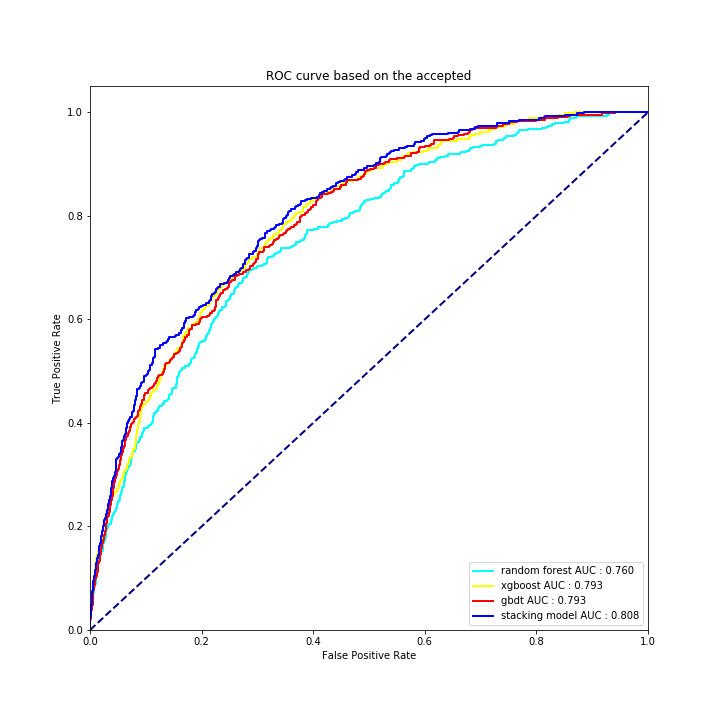 ROC curve based on the accepted
True Positive Rate
1.0
0.8
0.6
0.4
0.2
0.0
0.0 0.2 0.4 0.6 0.8 1.0
False Positive Rate
random forest AUC : 0.760
xgboost AUC : 0.793
gbdt AUC : 0.793
stacking model AUC : 0.808